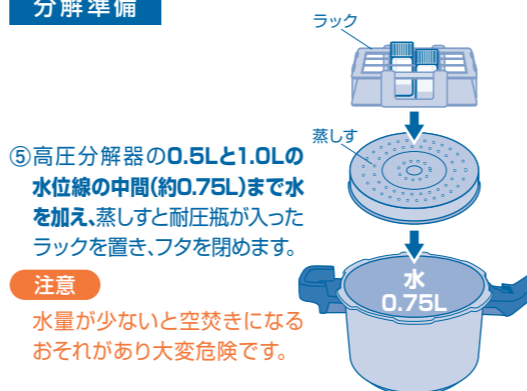 分解準備
ラック
蒸しす
⑤高圧分解器の0.5Lと1.0Lの
水位線の中間(約0.75L)まで水
を加え、蒸しすと耐圧瓶が入った
ラックを置き、フタを閉めます。
注意
水量が少ないと空焚きになる
おそれがあり大変危険です。
水
0.75L